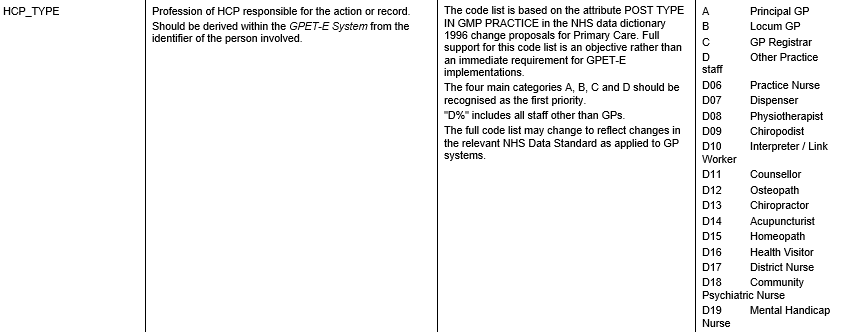 HCP_TYPE
Profession of HCP responsible for the action or record.
Should be derived within the GPET-E System from the
identifier of the person involved.
The code list is based on the attribute POST TYPE
IN GMP PRACTICE in the NHS data dictionary
1996 change proposals for Primary Care. Full
support for this code list is an objective rather than
an immediate requirement for GPET-E
implementations.
The four main categories A, B, C and D should be
recognised as the first priority.
"D%" includes all staff other than GPs.
The full code list may change to reflect changes in
the relevant NHS Data Standard as applied to GP
systems.
A Principal GP
B Locum GP
C GP Registrar
D Other Practice
staff
D06 Practice Nurse
D07 Dispenser
D08 Physiotherapist
D09 Chiropodist
D10 Interpreter / Link
Worker
D11 Counsellor
D12 Osteopath
D13 Chiropractor
D14 Acupuncturist
D15 Homeopath
D16 Health Visitor
D17 District Nurse
D18 Community
Psychiatric Nurse
D19 Mental Handicap
Nurse